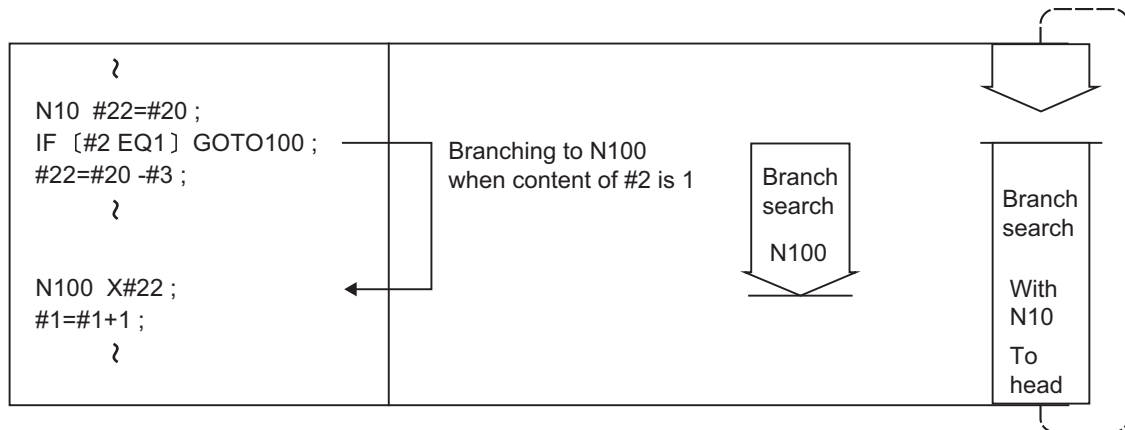 ~
N10 #22=#20 ;
IF 〔#2 EQ1〕 GOTO100 ;
#22=#20 -#3 ;
~
N100 X#22 ;
#1=#1+1 ;
~
Branching to N100
when content of #2 is 1
Branch
search
N100
Branch
search
With
N10
To
head